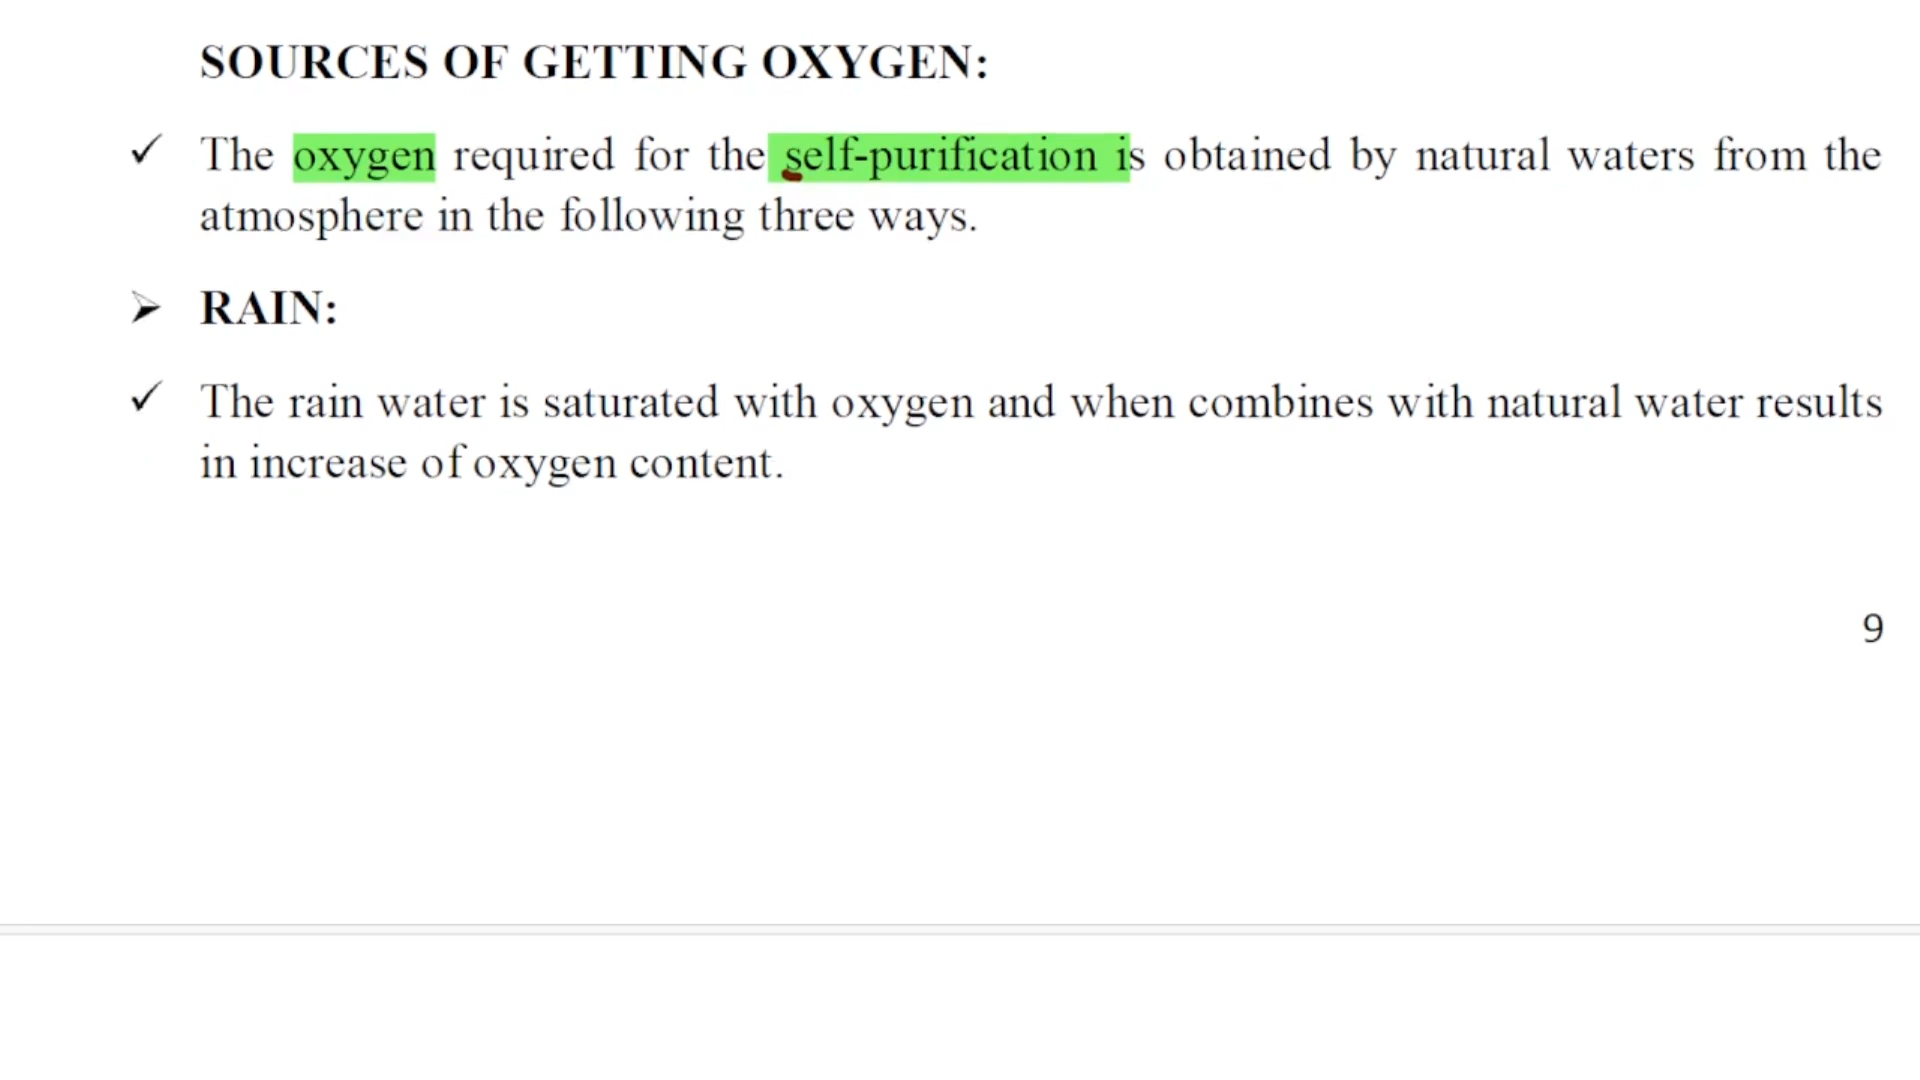 SOURCES OF GETTING OXYGEN:
✓ The oxygen required for the self-purification is obtained by natural waters from the
atmosphere in the following three ways.
➢ RAIN:
✓ The rain water is saturated with oxygen and when combines with natural water results
in increase of oxygen content.
9